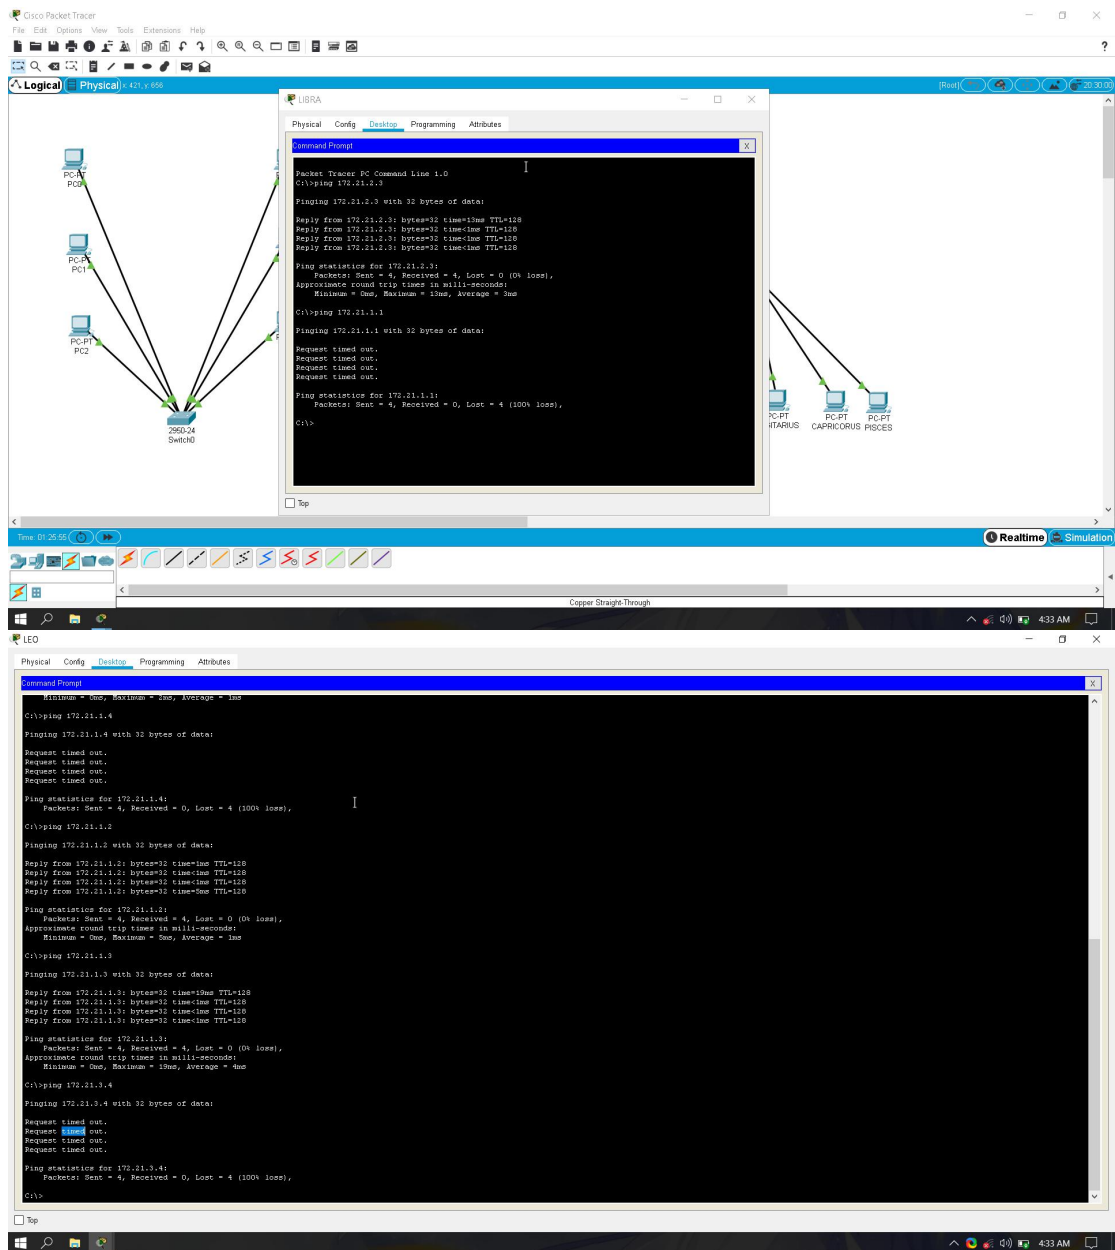 Cisco Packet Tracer
File Edit Options View Tools Extensions Help
?
Logical Physical x: 421, y: 656 [Root] 20:30:00
LIBRA
Physical Config Desktop Programming Attributes
Command Prompt X
Packet Tracer PC Command Line 1.0
C:\>ping 172.21.2.3
Pinging 172.21.2.3 with 32 bytes of data:
Reply from 172.21.2.3: bytes=32 time=13ms TTL=128
Reply from 172.21.2.3: bytes=32 time<1ms TTL=128
Reply from 172.21.2.3: bytes=32 time<1ms TTL=128
Reply from 172.21.2.3: bytes=32 time<1ms TTL=128
Ping statistics for 172.21.2.3:
Packets: Sent = 4, Received = 4, Lost = 0 (0% loss),
Approximate round trip times in milli-seconds:
Minimum = 0ms, Maximum = 13ms, Average = 3ms
C:\>ping 172.21.1.1
Pinging 172.21.1.1 with 32 bytes of data:
Request timed out.
Request timed out.
Request timed out.
Request timed out.
Ping statistics for 172.21.1.1:
Packets: Sent = 4, Received = 0, Lost = 4 (100% loss),
C:\>
Top
PC-PT
PC0
PC-PT
PC1
PC-PT
PC2
2950-24
Switch0
PC-PT
ITARIUS
PC-PT
CAPRICORUS
PC-PT
PISCES
Time: 01:25:55
Realtime Simulation
Copper Straight-Through
4:33 AM
LEO
Physical Config Desktop Programming Attributes
Command Prompt X
Minimum = 0ms, Maximum = 2ms, Average = 1ms
C:\>ping 172.21.1.4
Pinging 172.21.1.4 with 32 bytes of data:
Request timed out.
Request timed out.
Request timed out.
Request timed out.
Ping statistics for 172.21.1.4:
Packets: Sent = 4, Received = 0, Lost = 4 (100% loss),
C:\>ping 172.21.1.2
Pinging 172.21.1.2 with 32 bytes of data:
Reply from 172.21.1.2: bytes=32 time=1ms TTL=128
Reply from 172.21.1.2: bytes=32 time<1ms TTL=128
Reply from 172.21.1.2: bytes=32 time<1ms TTL=128
Reply from 172.21.1.2: bytes=32 time=5ms TTL=128
Ping statistics for 172.21.1.2:
Packets: Sent = 4, Received = 4, Lost = 0 (0% loss),
Approximate round trip times in milli-seconds:
Minimum = 0ms, Maximum = 5ms, Average = 1ms
C:\>ping 172.21.1.3
Pinging 172.21.1.3 with 32 bytes of data:
Reply from 172.21.1.3: bytes=32 time=19ms TTL=128
Reply from 172.21.1.3: bytes=32 time<1ms TTL=128
Reply from 172.21.1.3: bytes=32 time<1ms TTL=128
Reply from 172.21.1.3: bytes=32 time<1ms TTL=128
Ping statistics for 172.21.1.3:
Packets: Sent = 4, Received = 4, Lost = 0 (0% loss),
Approximate round trip times in milli-seconds:
Minimum = 0ms, Maximum = 19ms, Average = 4ms
C:\>ping 172.21.3.4
Pinging 172.21.3.4 with 32 bytes of data:
Request timed out.
Request timed out.
Request timed out.
Request timed out.
Ping statistics for 172.21.3.4:
Packets: Sent = 4, Received = 0, Lost = 4 (100% loss),
C:\>
Top
4:33 AM